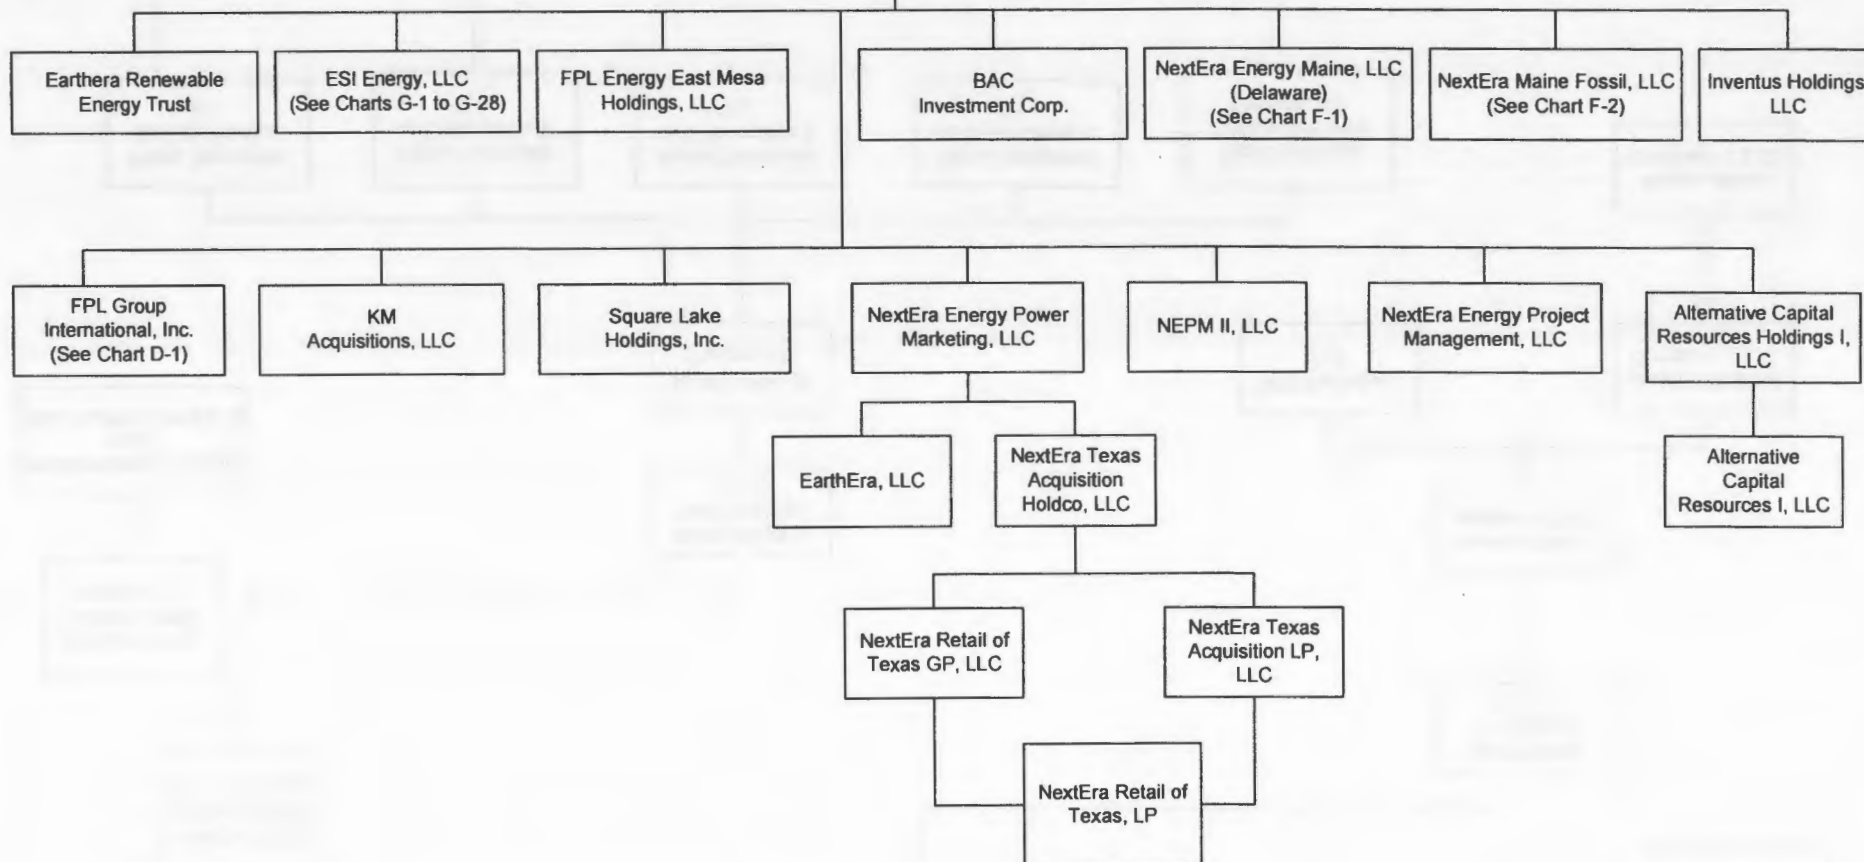 Earthera Renewable
Energy Trust
ESI Energy, LLC
(See Charts G-1 to G-28)
FPL Energy East Mesa
Holdings, LLC
BAC
Investment Corp.
NextEra Energy Maine, LLC
(Delaware)
(See Chart F-1)
NextEra Maine Fossil, LLC
(See Chart F-2)
Inventus Holdings
LLC
FPL Group
International, Inc.
(See Chart D-1)
KM
Acquisitions, LLC
Square Lake
Holdings, Inc.
NextEra Energy Power
Marketing, LLC
NEPM II, LLC
NextEra Energy Project
Management, LLC
Alternative Capital
Resources Holdings I,
LLC
EarthEra, LLC
NextEra Texas
Acquisition
Holdco, LLC
Alternative
Capital
Resources I, LLC
NextEra Retail of
Texas GP, LLC
NextEra Texas
Acquisition LP,
LLC
NextEra Retail of
Texas, LP